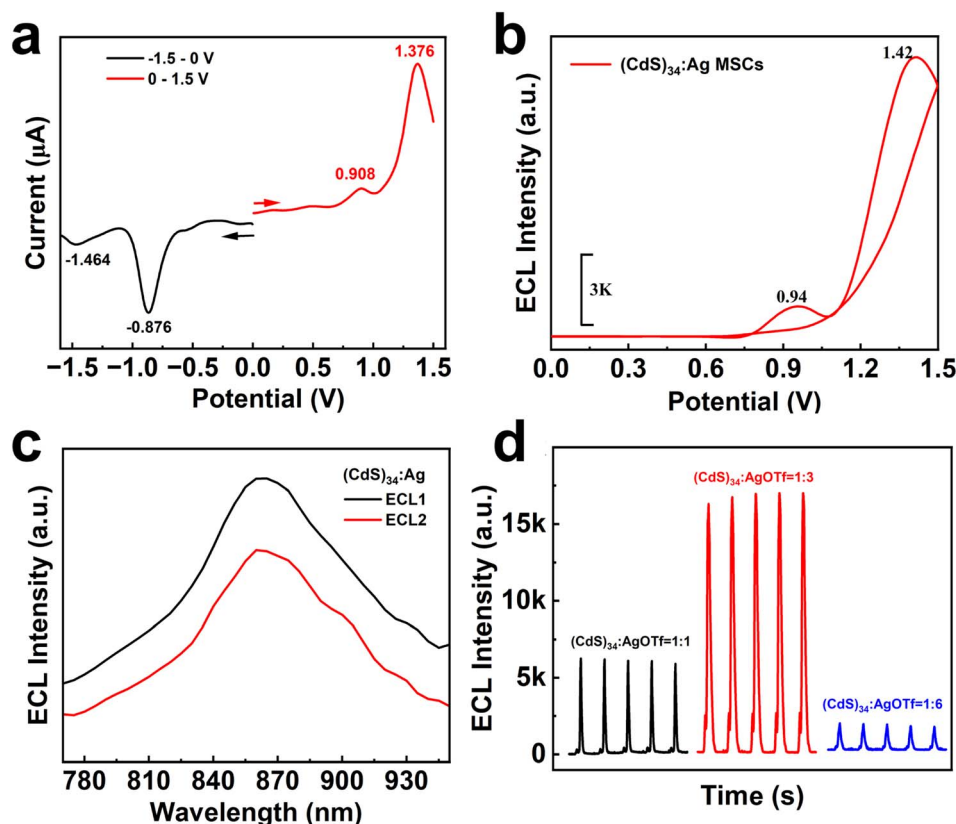 a
-1.5 - 0 V
0 - 1.5 V
1.376
0.908
-1.464
-0.876
Current (μA)
−1.5 −1.0 −0.5 0.0 0.5 1.0 1.5
Potential (V)
b
(CdS)34:Ag MSCs
1.42
0.94
3K
ECL Intensity (a.u.)
0.0 0.3 0.6 0.9 1.2 1.5
Potential (V)
c
(CdS)34:Ag
ECL1
ECL2
ECL Intensity (a.u.)
780 810 840 870 900 930
Wavelength (nm)
d
(CdS)34:AgOTf=1:3
(CdS)34:AgOTf=1:1
(CdS)34:AgOTf=1:6
15k
10k
5k
0
ECL Intensity (a.u.)
Time (s)